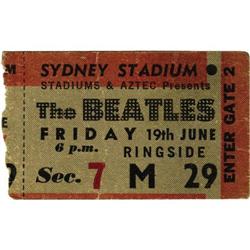 SYDNEY STADIUM
STADIUMS & AZTEC Presents
The BEATLES
FRIDAY 19th JUNE
6 p.m. RINGSIDE
Sec. 7 M 29
ENTER GATE 2